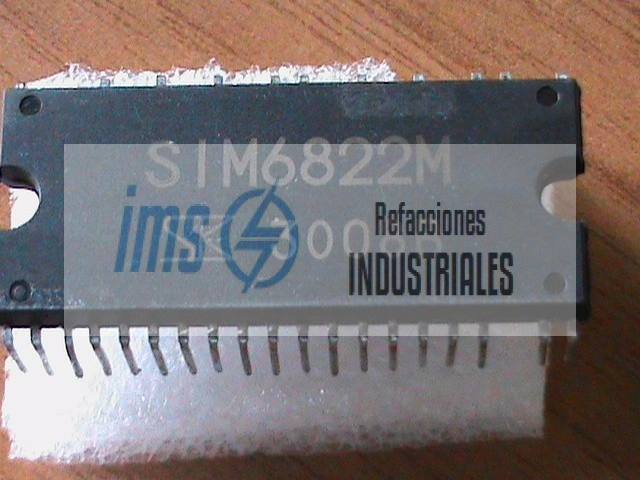 SIM6822M
ims
Refacciones
INDUSTRIALES